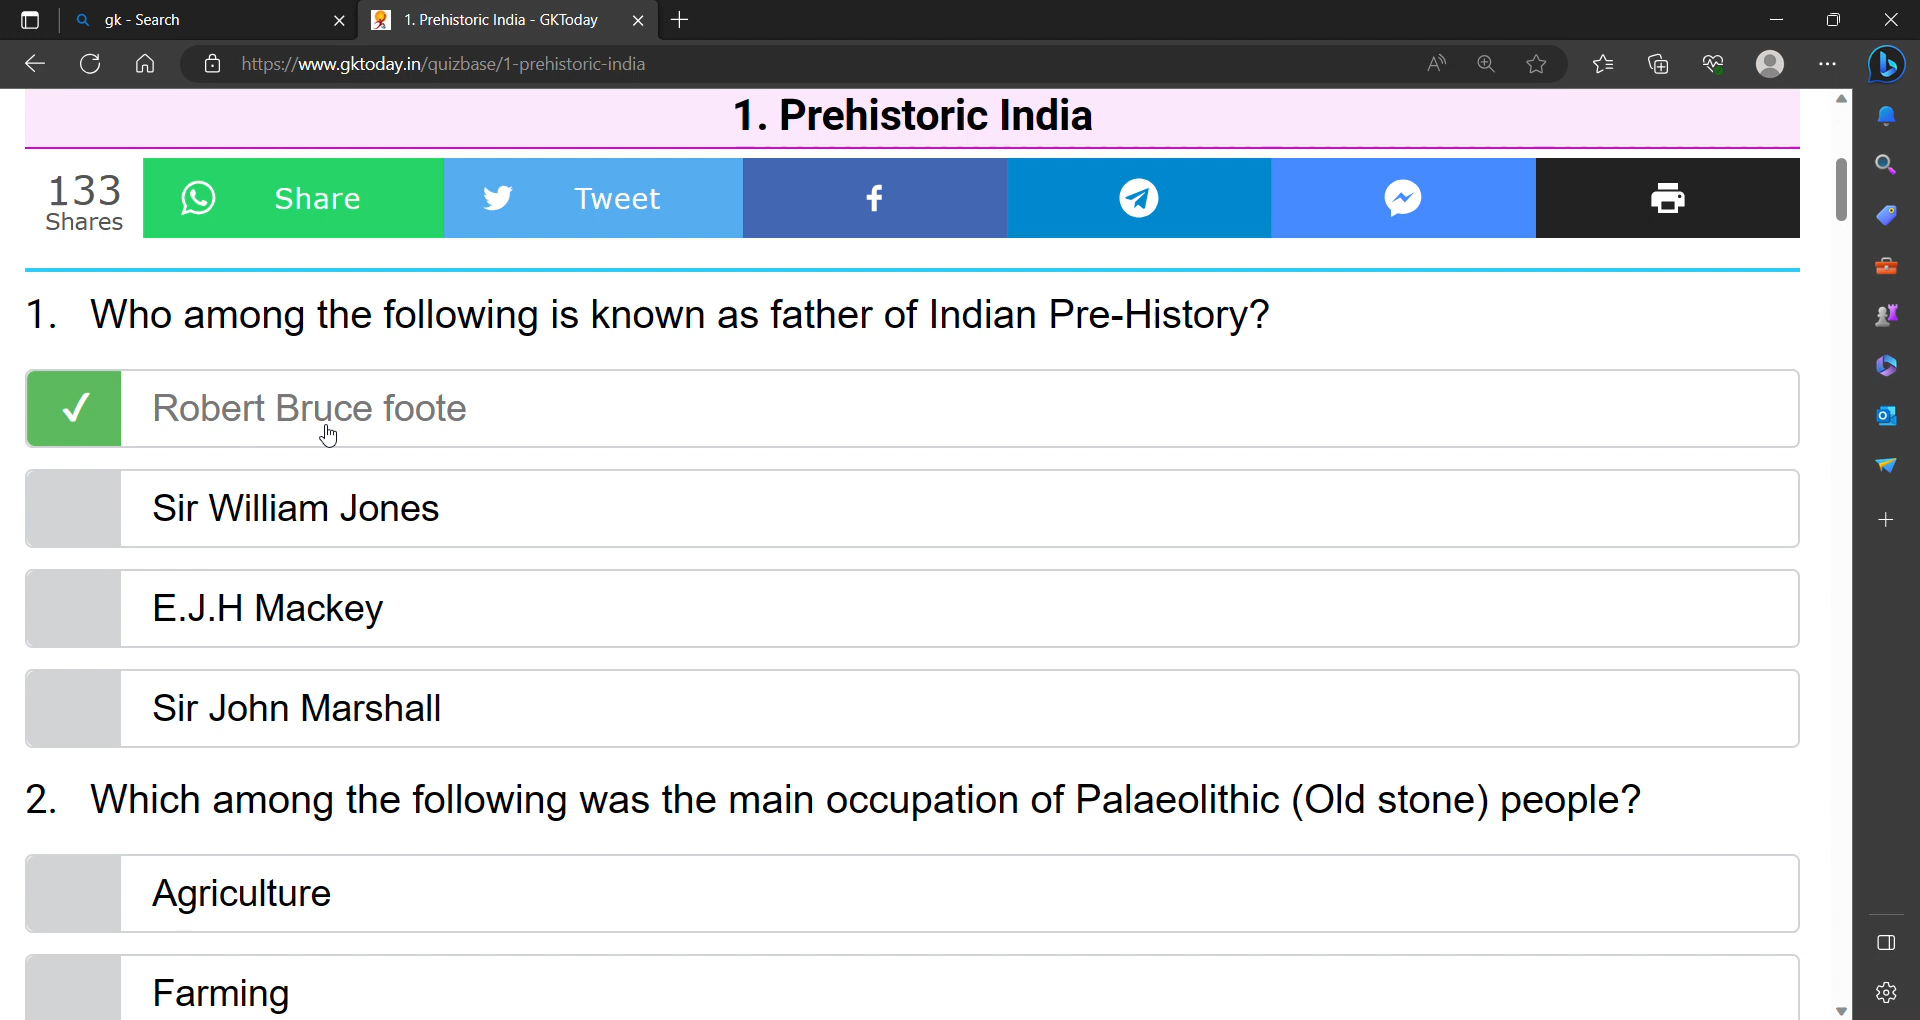 gk - Search
1. Prehistoric India - GKToday
https://www.gktoday.in/quizbase/1-prehistoric-india
1. Prehistoric India
133
Shares
Share
Tweet
1. Who among the following is known as father of Indian Pre-History?
Robert Bruce foote
Sir William Jones
E.J.H Mackey
Sir John Marshall
2. Which among the following was the main occupation of Palaeolithic (Old stone) people?
Agriculture
Farming